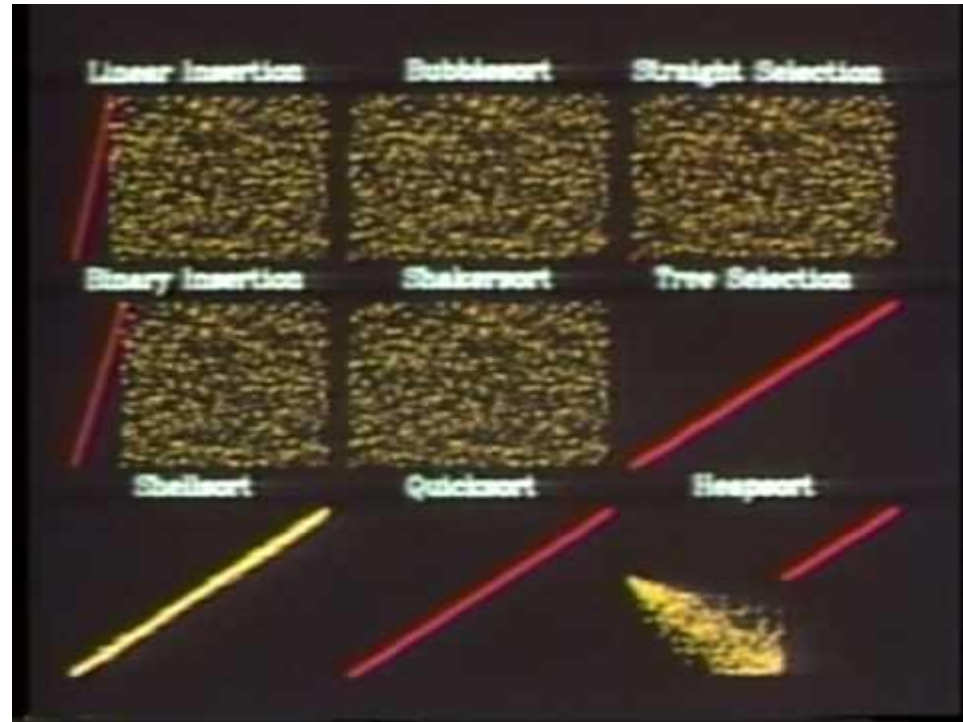 Linear Insertion Bubblesort Straight Selection
Binary Insertion Shakersort Tree Selection
Shellsort Quicksort Heapsort